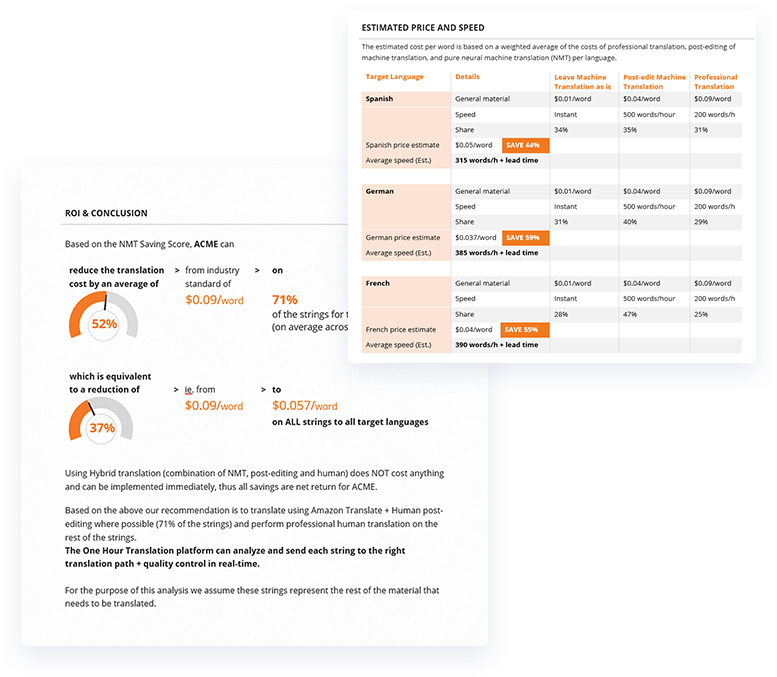 ESTIMATED PRICE AND SPEED
The estimated cost per word is based on a weighted average of the costs of professional translation, post-editing of
machine translation, and pure neural machine translation (NMT) per language.
Target Language Details Leave Machine Translation as is Post-edit Machine Translation Professional Translation
Spanish General material $0.01/word $0.04/word $0.09/word
Speed Instant 500 words/hour 200 words/h
Share 34% 35% 31%
Spanish price estimate $0.05/word SAVE 44%
Average speed (Est.) 315 words/h + lead time
German General material $0.01/word $0.04/word $0.09/word
Speed Instant 500 words/hour 200 words/h
Share 31% 40% 29%
German price estimate $0.037/word SAVE 59%
Average speed (Est.) 385 words/h + lead time
French General material $0.01/word $0.04/word $0.09/word
Speed Instant 500 words/hour 200 words/h
Share 28% 47% 25%
French price estimate $0.04/word SAVE 55%
Average speed (Est.) 390 words/h + lead time
ROI & CONCLUSION
Based on the NMT Saving Score, ACME can
reduce the translation > from industry > on
cost by an average of standard of
52% $0.09/word 71%
of the strings for
(on average acros
which is equivalent
to a reduction of > ie, from > to
37% $0.09/word $0.057/word
on ALL strings to all target languages
Using Hybrid translation (combination of NMT, post-editing and human) does NOT cost anything
and can be implemented immediately, thus all savings are net return for ACME.
Based on the above our recommendation is to translate using Amazon Translate + Human post-
editing where possible (71% of the strings) and perform professional human translation on the
rest of the strings.
The One Hour Translation platform can analyze and send each string to the right
translation path + quality control in real-time.
For the purpose of this analysis we assume these strings represent the rest of the material that
needs to be translated.